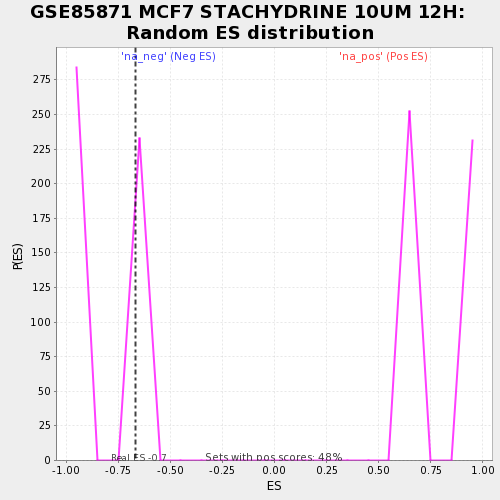 GSE85871 MCF7 STACHYDRINE 10UM 12H:
Random ES distribution
'na_neg' (Neg ES)
'na_pos' (Pos ES)
275
250
225
200
175
150
125
100
75
50
25
0
P(ES)
Real ES -0.7
Sets with pos scores: 48%
-1.00 -0.75 -0.50 -0.25 0.00 0.25 0.50 0.75 1.00
ES